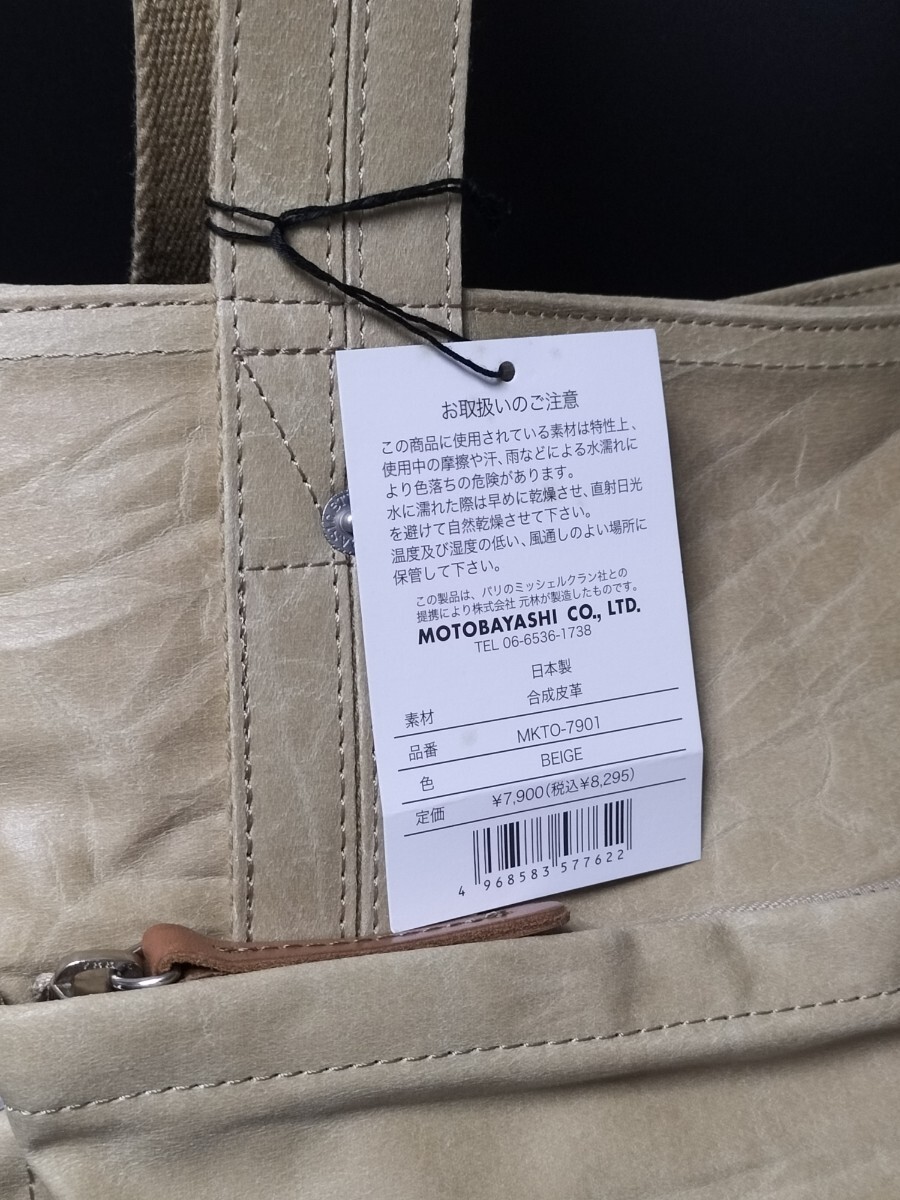 お取扱いのご注意
この商品に使用されている素材は特性上、
使用中の摩擦や汗、雨などによる水濡れに
より色落ちの危険があります。
水に濡れた際は早めに乾燥させ、直射日光
を避けて自然乾燥させて下さい。
温度及び湿度の低い、風通しのよい場所に
保管して下さい。
この製品は、パリのミッシェルクラン社との
提携により株式会社 元林が製造したものです。
MOTOBAYASHI CO., LTD.
TEL 06-6536-1738
日本製
素材 合成皮革
品番 MKTO-7901
色 BEIGE
定価 ¥7,900(税込¥8,295)
4 968583 577622
YKK